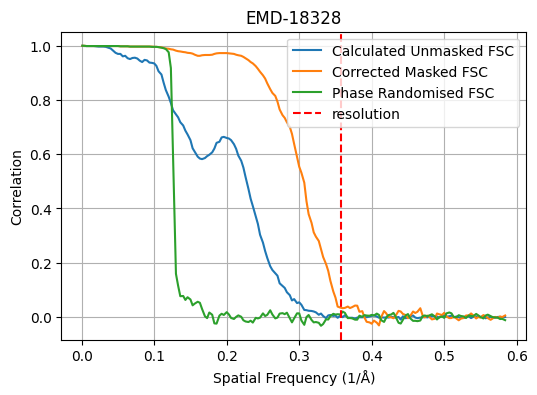 EMD-18328
Calculated Unmasked FSC
Corrected Masked FSC
Phase Randomised FSC
resolution
Correlation
1.0
0.8
0.6
0.4
0.2
0.0
0.0 0.1 0.2 0.3 0.4 0.5 0.6
Spatial Frequency (1/Å)